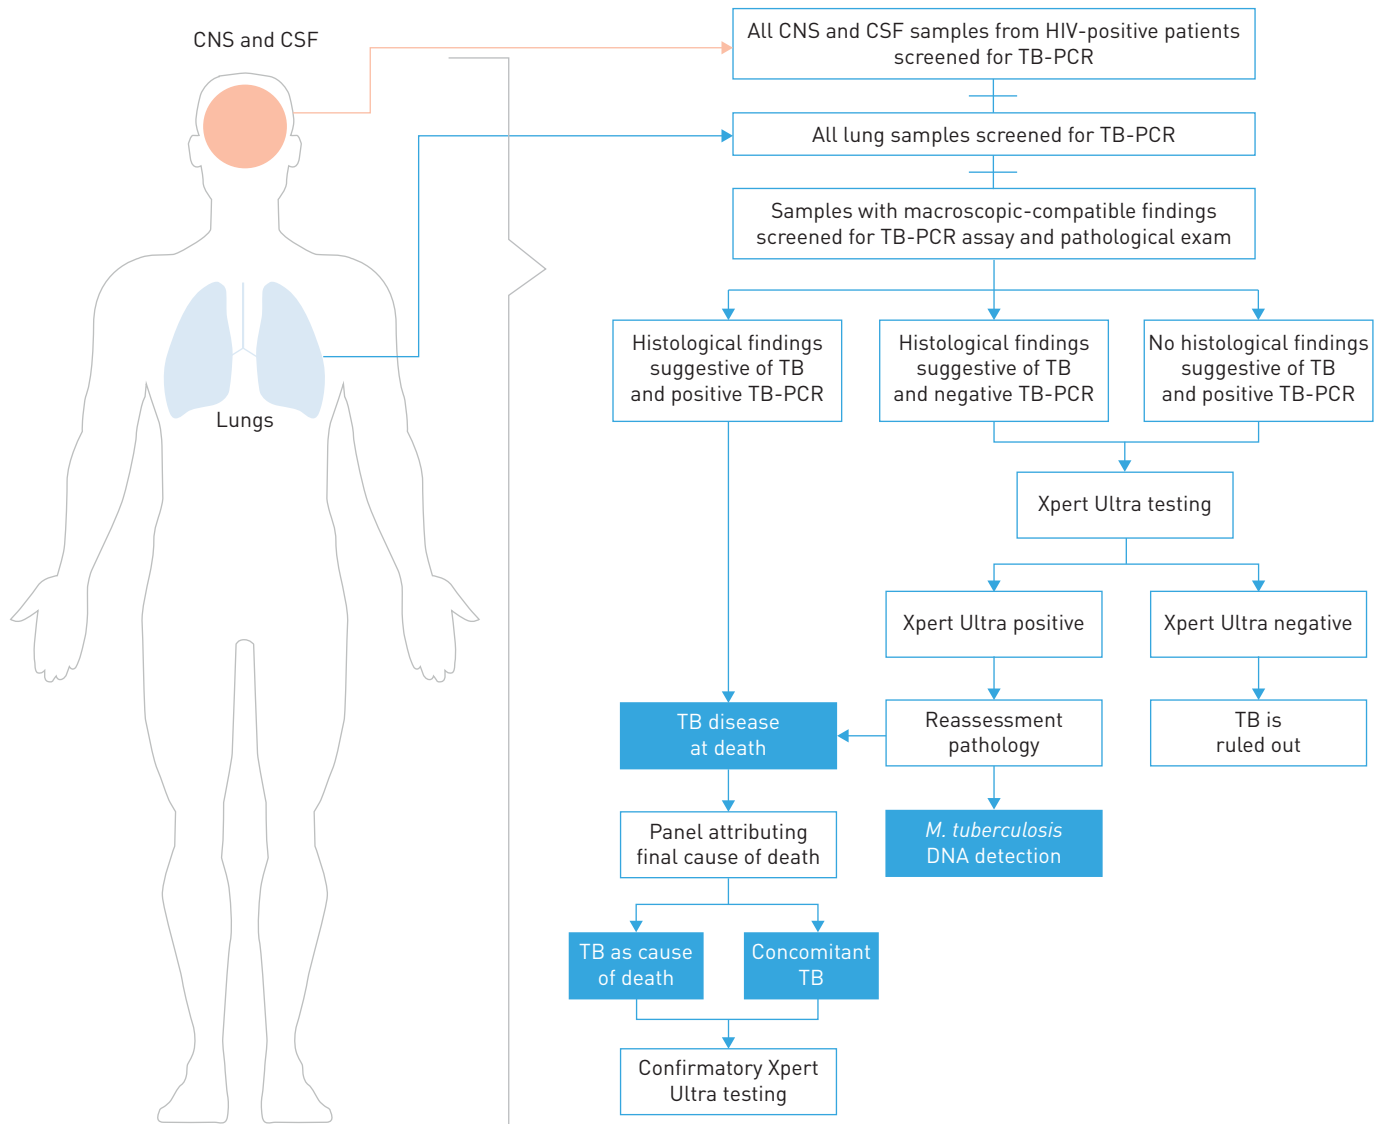 CNS and CSF
Lungs
All CNS and CSF samples from HIV-positive patients
screened for TB-PCR
All lung samples screened for TB-PCR
Samples with macroscopic-compatible findings
screened for TB-PCR assay and pathological exam
Histological findings
suggestive of TB
and positive TB-PCR
Histological findings
suggestive of TB
and negative TB-PCR
No histological findings
suggestive of TB
and positive TB-PCR
Xpert Ultra testing
Xpert Ultra positive
Xpert Ultra negative
TB disease
at death
Reassessment
pathology
TB is
ruled out
Panel attributing
final cause of death
M. tuberculosis
DNA detection
TB as cause
of death
Concomitant
TB
Confirmatory Xpert
Ultra testing